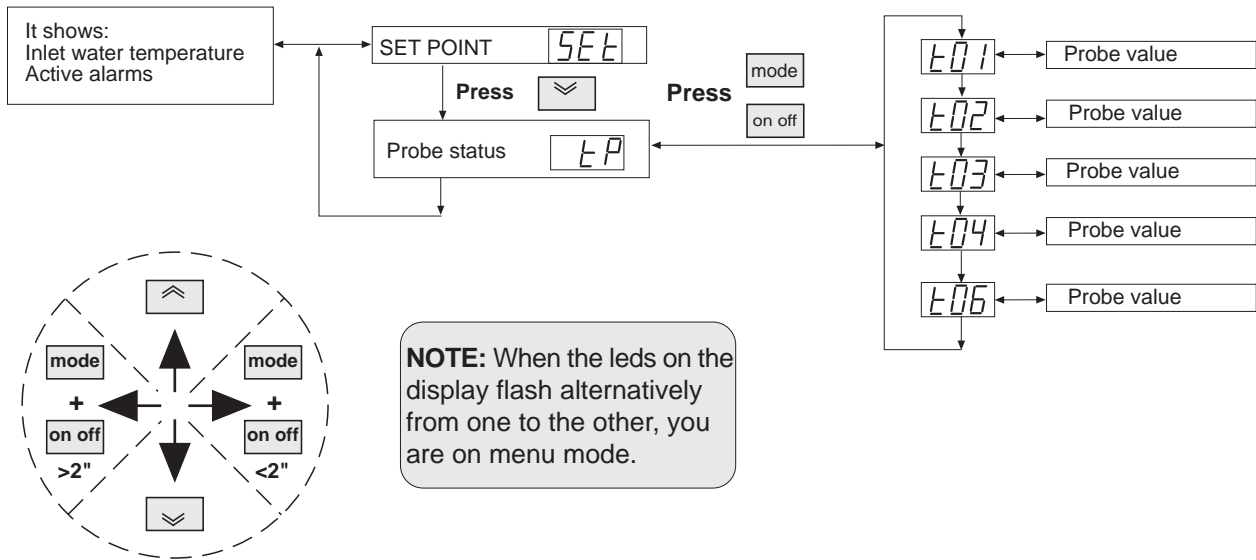 It shows:
Inlet water temperature
Active alarms
SET POINT
SEt
Press
Probe status
tP
Press
mode
on off
t01
Probe value
t02
Probe value
t03
Probe value
t04
Probe value
t06
Probe value
mode
+
on off
>2"
mode
+
on off
<2"
NOTE: When the leds on the
display flash alternatively
from one to the other, you
are on menu mode.